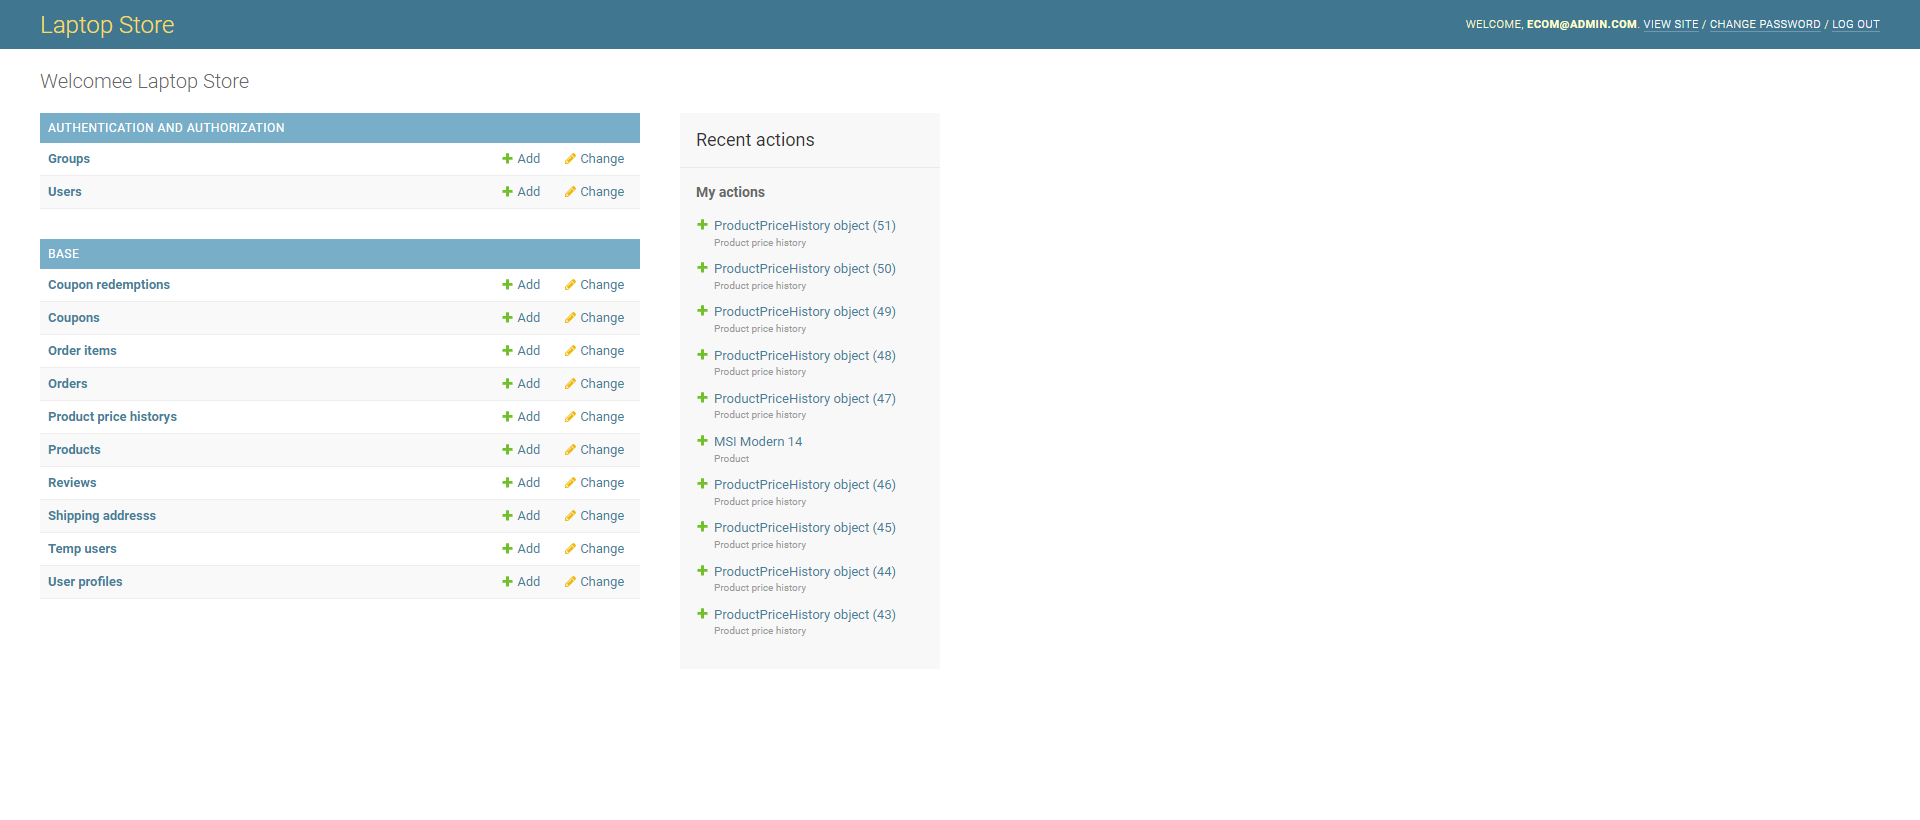 Laptop Store
WELCOME, ECOM@ADMIN.COM. VIEW SITE / CHANGE PASSWORD / LOG OUT
Welcomee Laptop Store
AUTHENTICATION AND AUTHORIZATION
Groups Add Change
Users Add Change
BASE
Coupon redemptions Add Change
Coupons Add Change
Order items Add Change
Orders Add Change
Product price historys Add Change
Products Add Change
Reviews Add Change
Shipping addresss Add Change
Temp users Add Change
User profiles Add Change
Recent actions
My actions
ProductPriceHistory object (51)
Product price history
ProductPriceHistory object (50)
Product price history
ProductPriceHistory object (49)
Product price history
ProductPriceHistory object (48)
Product price history
ProductPriceHistory object (47)
Product price history
MSI Modern 14
Product
ProductPriceHistory object (46)
Product price history
ProductPriceHistory object (45)
Product price history
ProductPriceHistory object (44)
Product price history
ProductPriceHistory object (43)
Product price history